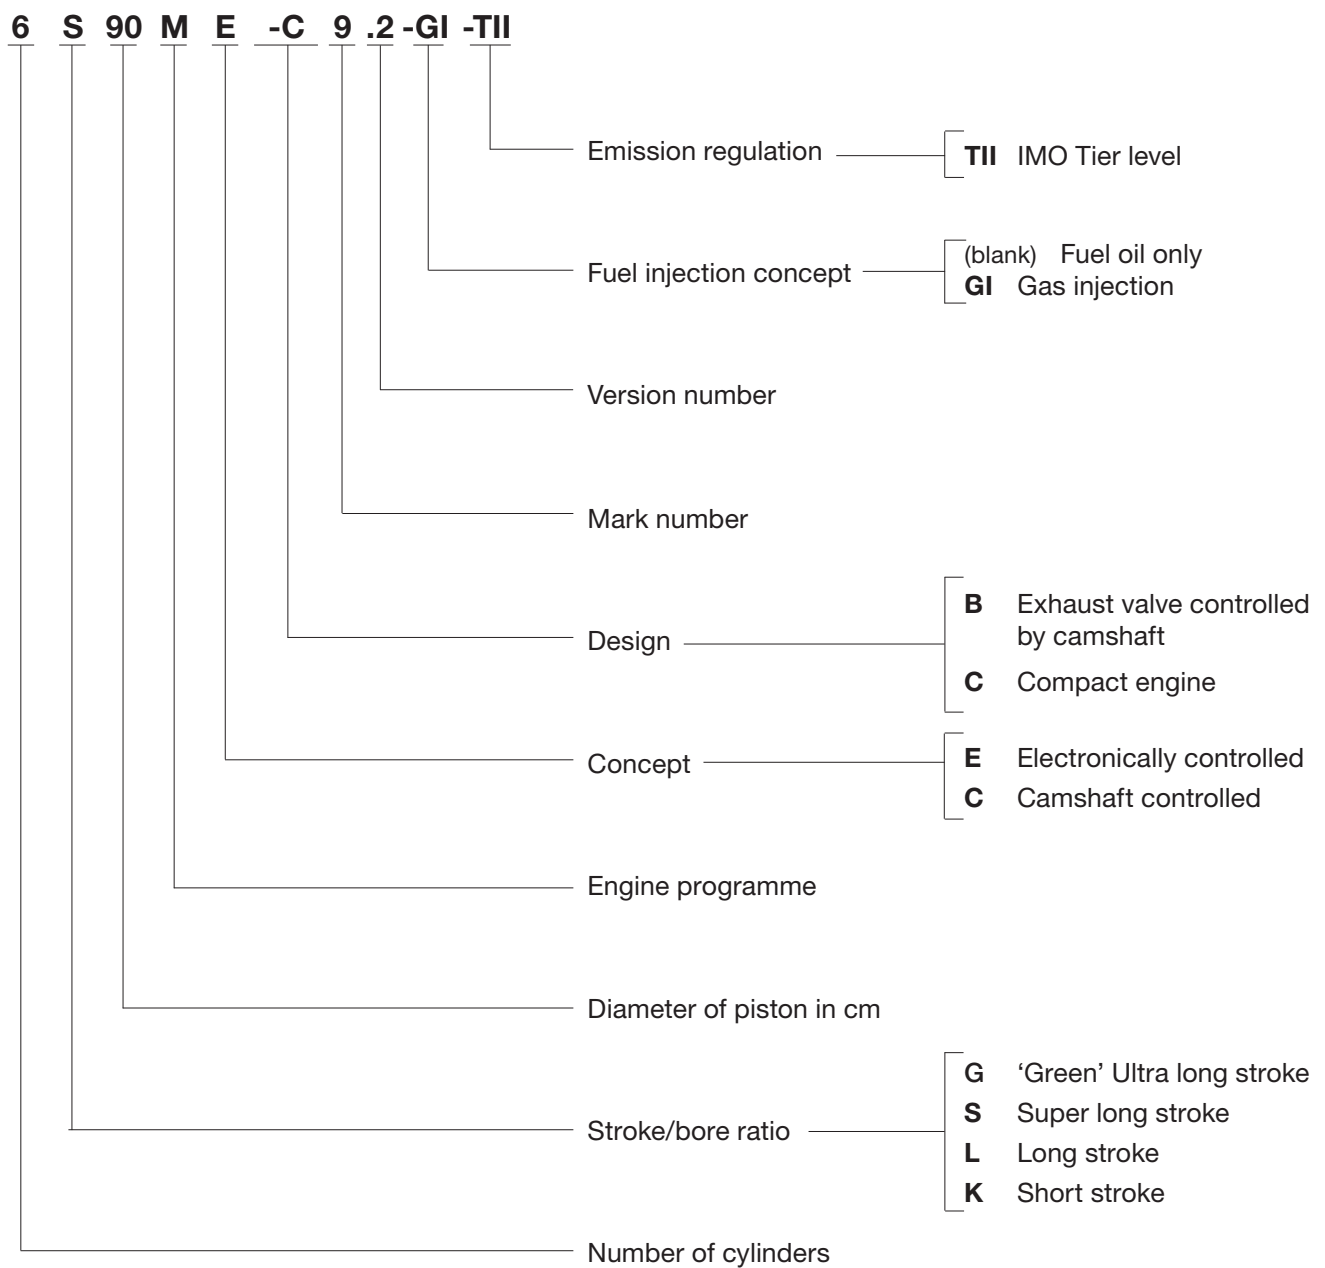 6 S 90 M E -C 9 .2 -GI -TII
Emission regulation TII IMO Tier level
(blank) Fuel oil only
Fuel injection concept
GI Gas injection
Version number
Mark number
B Exhaust valve controlled
by camshaft
Design
C Compact engine
E Electronically controlled
Concept
C Camshaft controlled
Engine programme
Diameter of piston in cm
G ‘Green’ Ultra long stroke
S Super long stroke
Stroke/bore ratio
L Long stroke
K Short stroke
Number of cylinders